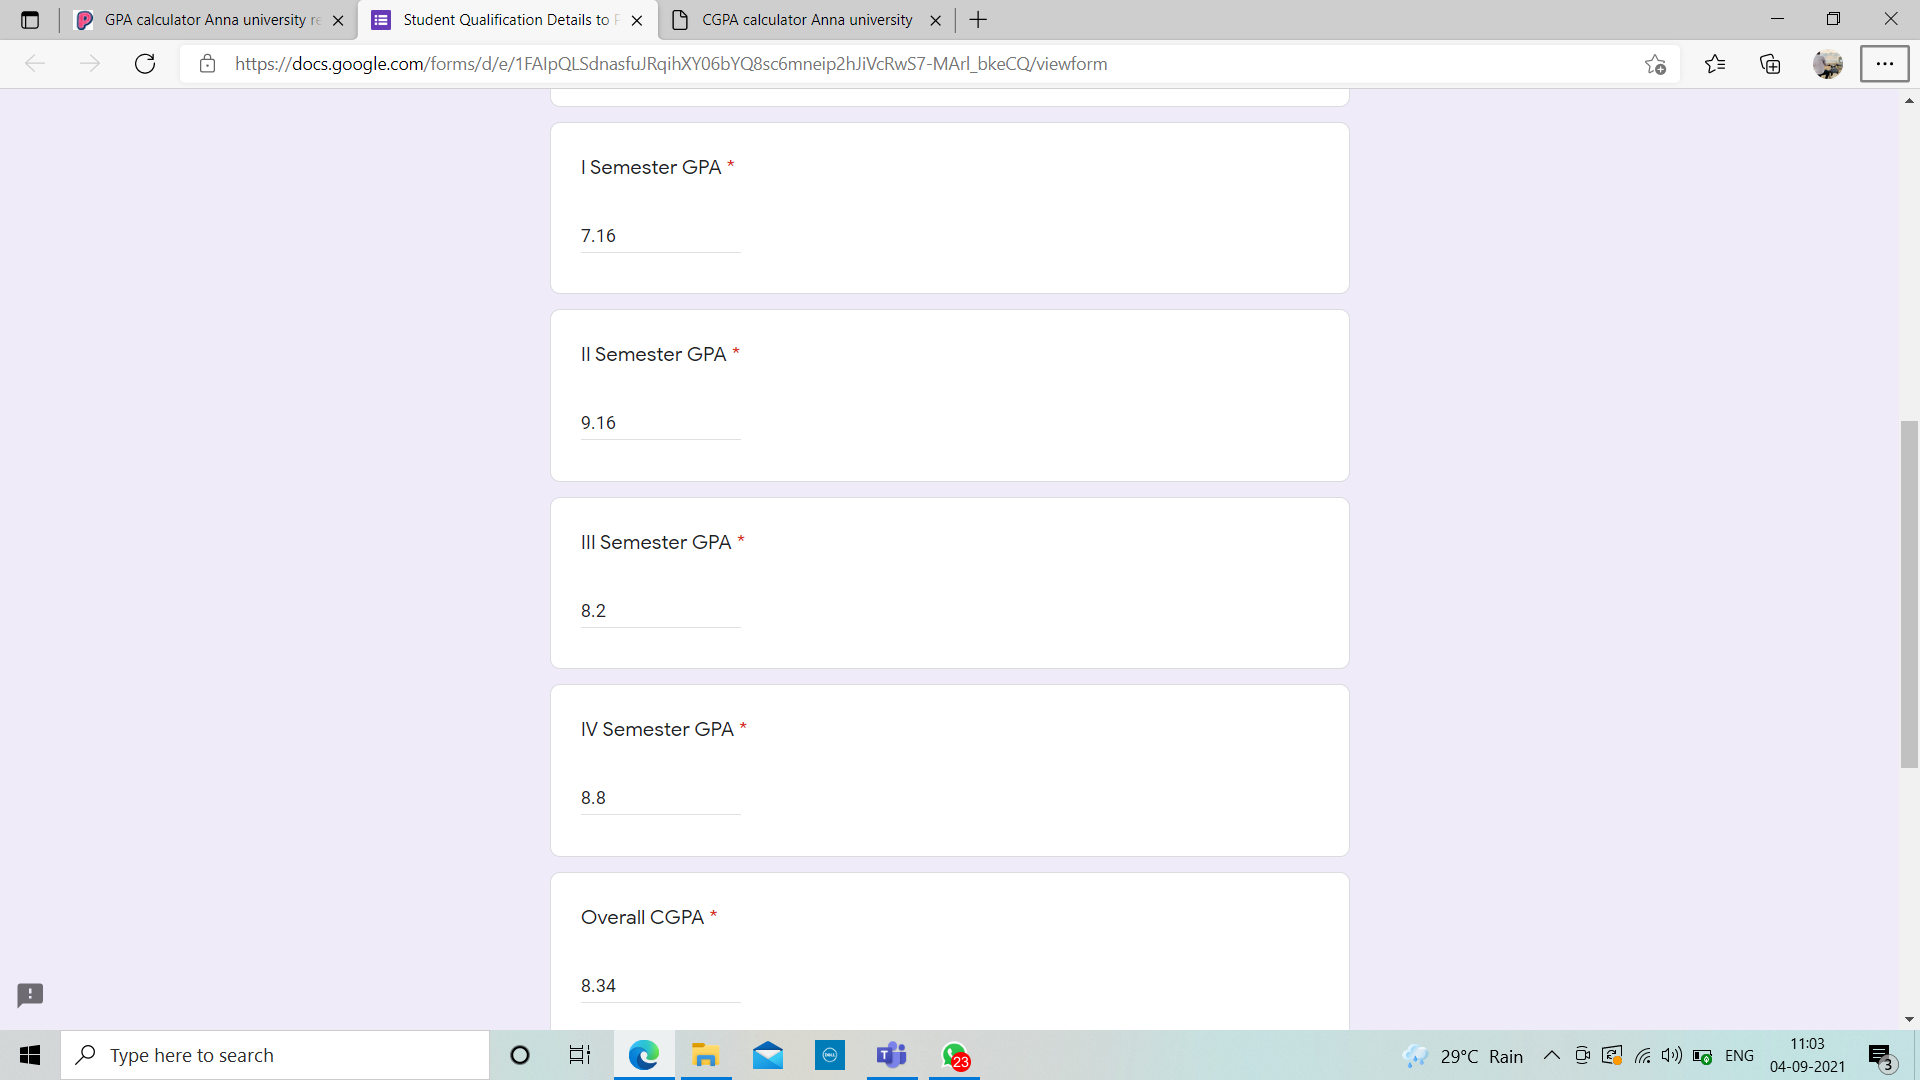 GPA calculator Anna university re
Student Qualification Details to P
CGPA calculator Anna university
https://docs.google.com/forms/d/e/1FAIpQLSdnasfuJRqihXY06bYQ8sc6mneip2hJiVcRwS7-MArl_bkeCQ/viewform
I Semester GPA *
7.16
II Semester GPA *
9.16
III Semester GPA *
8.2
IV Semester GPA *
8.8
Overall CGPA *
8.34
Type here to search
DELL
23
29°C Rain
ENG
11:03
04-09-2021
3